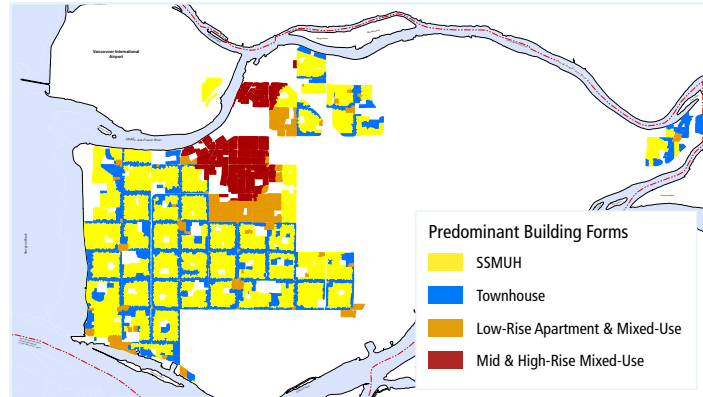 Vancouver International
Airport
Predominant Building Forms
SSMUH
Townhouse
Low-Rise Apartment & Mixed-Use
Mid & High-Rise Mixed-Use